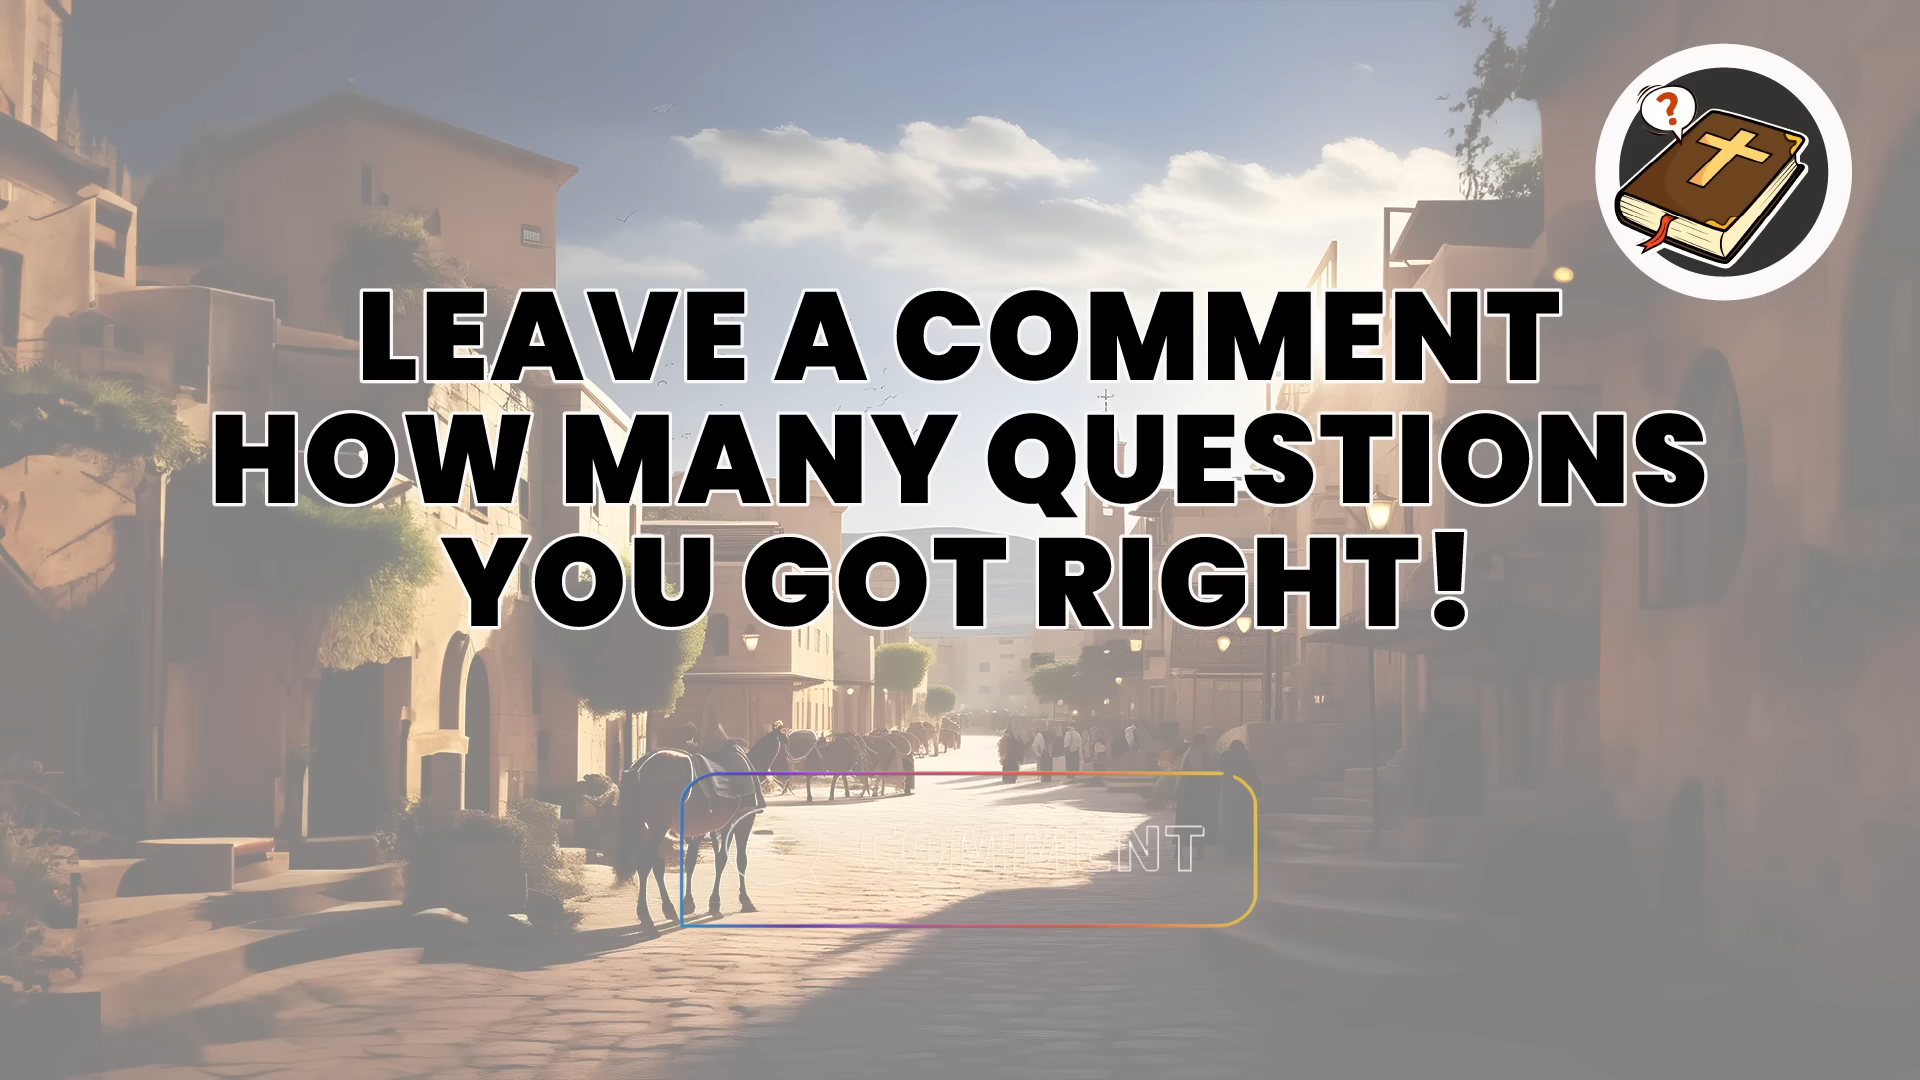 ?
LEAVE A COMMENT
HOW MANY QUESTIONS
YOU GOT RIGHT!
COMMENT